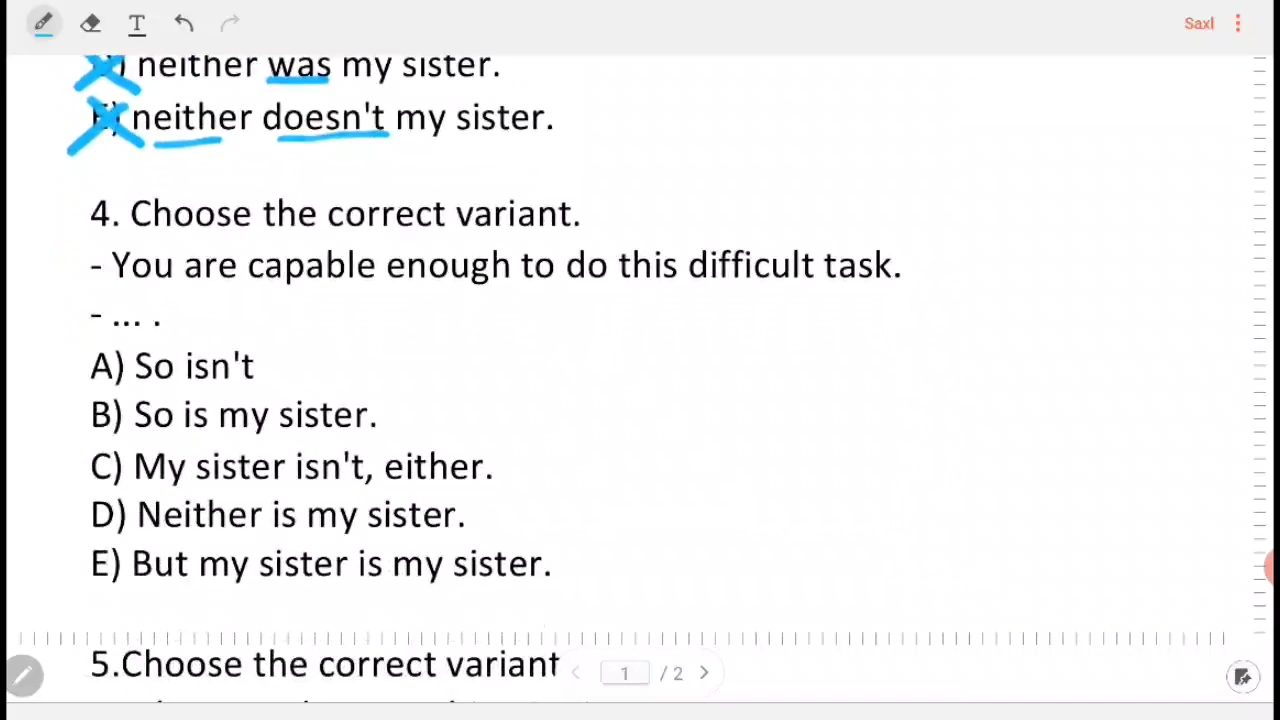 Saxl
neither was my sister.
E) neither doesn't my sister.
4. Choose the correct variant.
- You are capable enough to do this difficult task.
- ... .
A) So isn't
B) So is my sister.
C) My sister isn't, either.
D) Neither is my sister.
E) But my sister is my sister.
5.Choose the correct variant
1 / 2